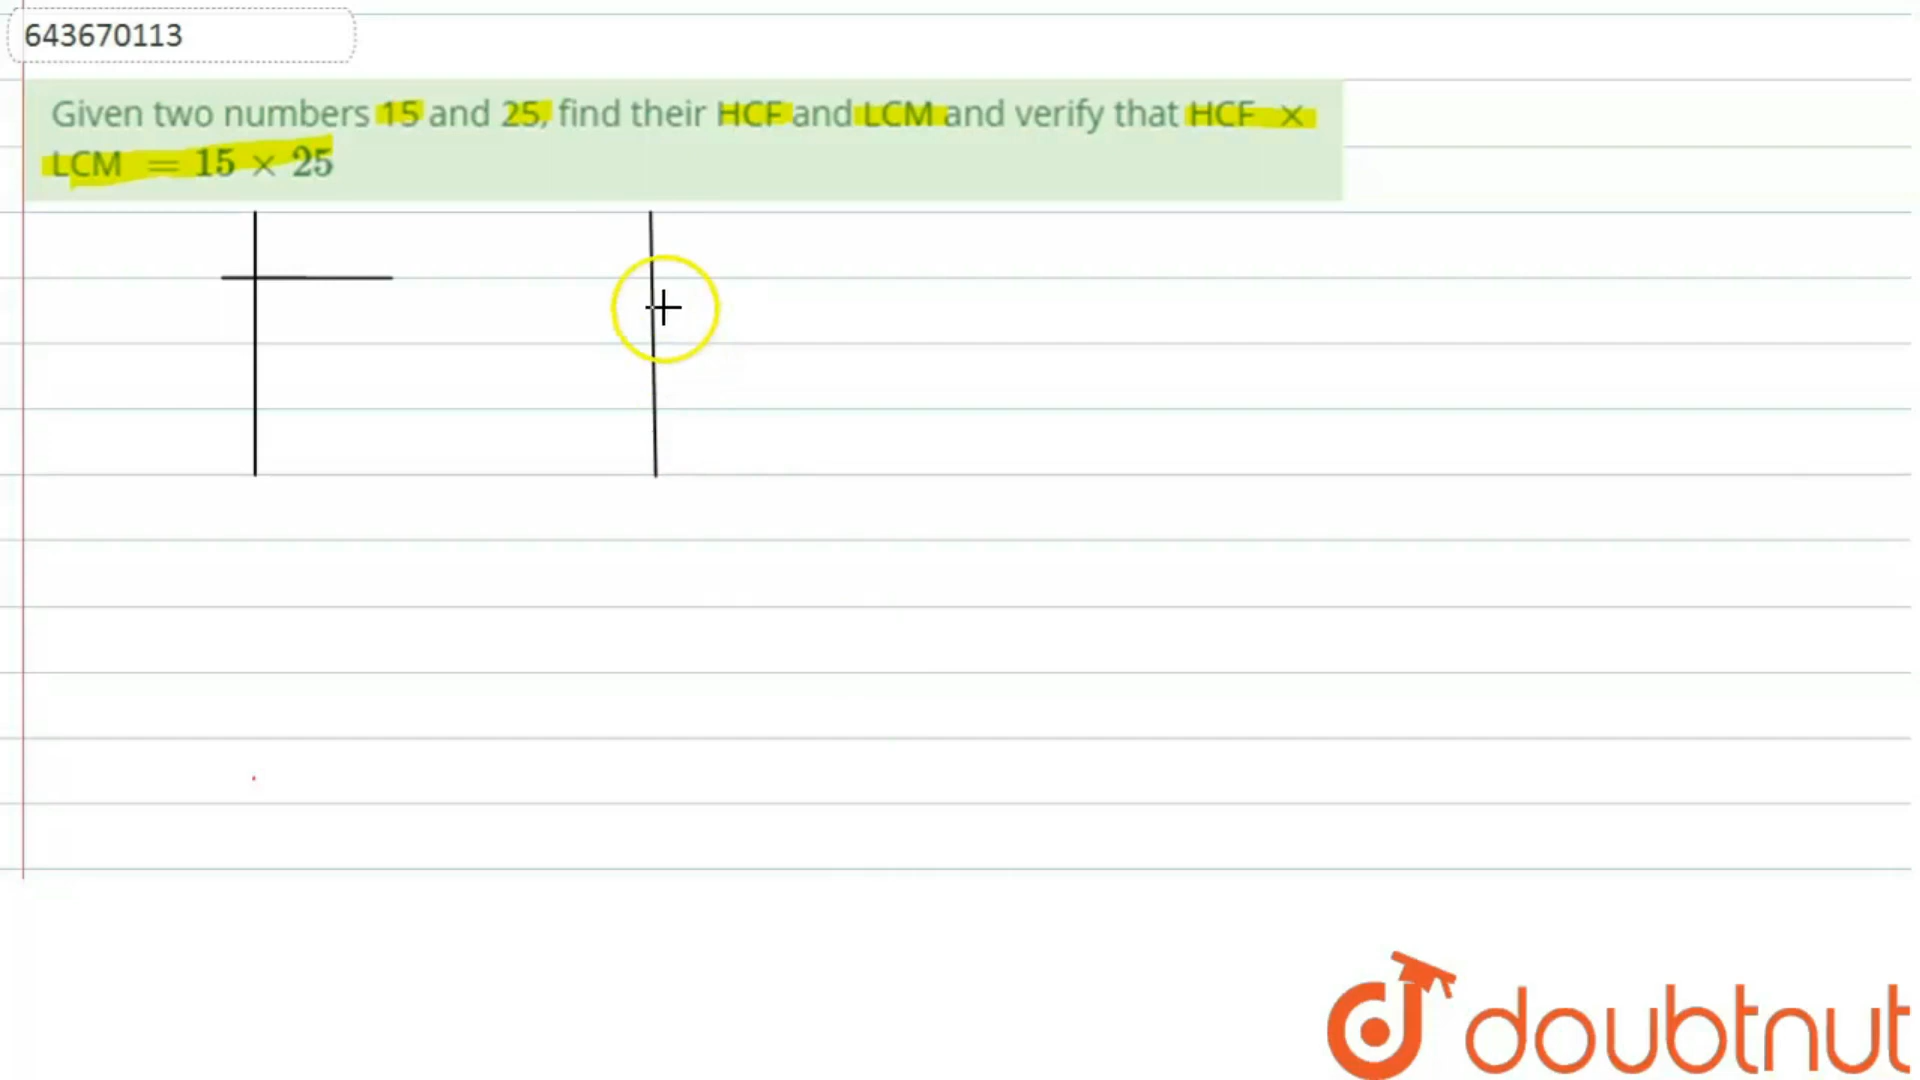 643670113
Given two numbers 15 and 25, find their HCF and LCM and verify that HCF ×
LCM = 15 × 25
doubtnut